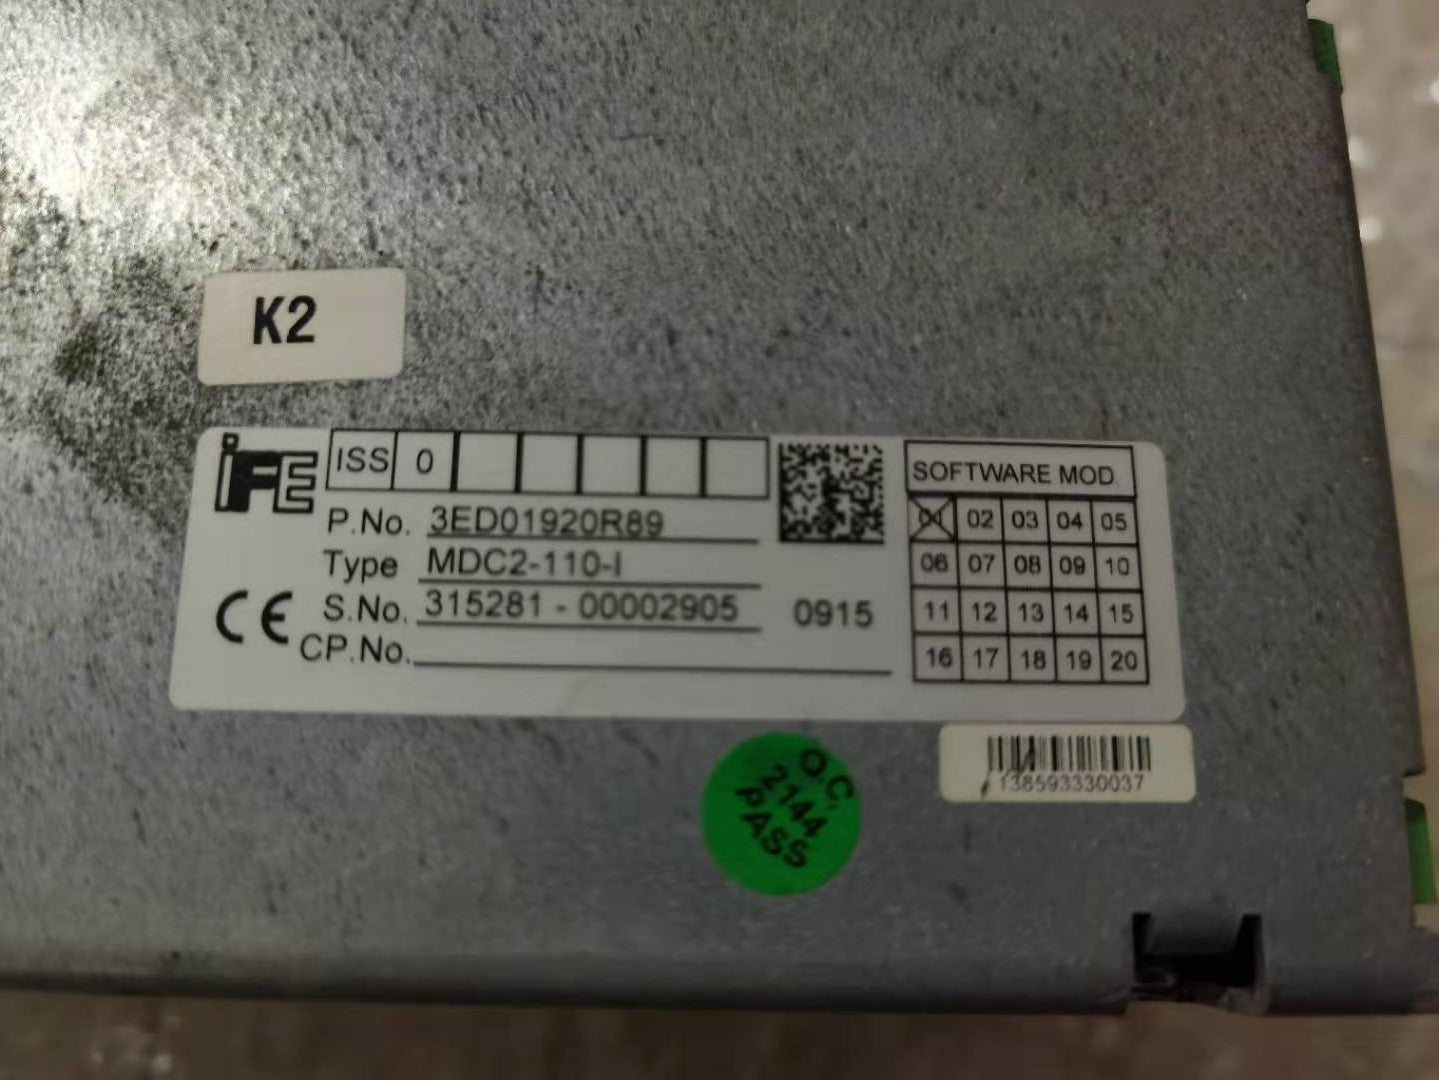 K2
iFE
ISS 0
P.No. 3ED01920R89
Type MDC2-110-I
S.No. 315281 - 00002905 0915
CE
CP.No.
SOFTWARE MOD.
01 02 03 04 05
06 07 08 09 10
11 12 13 14 15
16 17 18 19 20
138593330037
Q.C.
2144
PASS